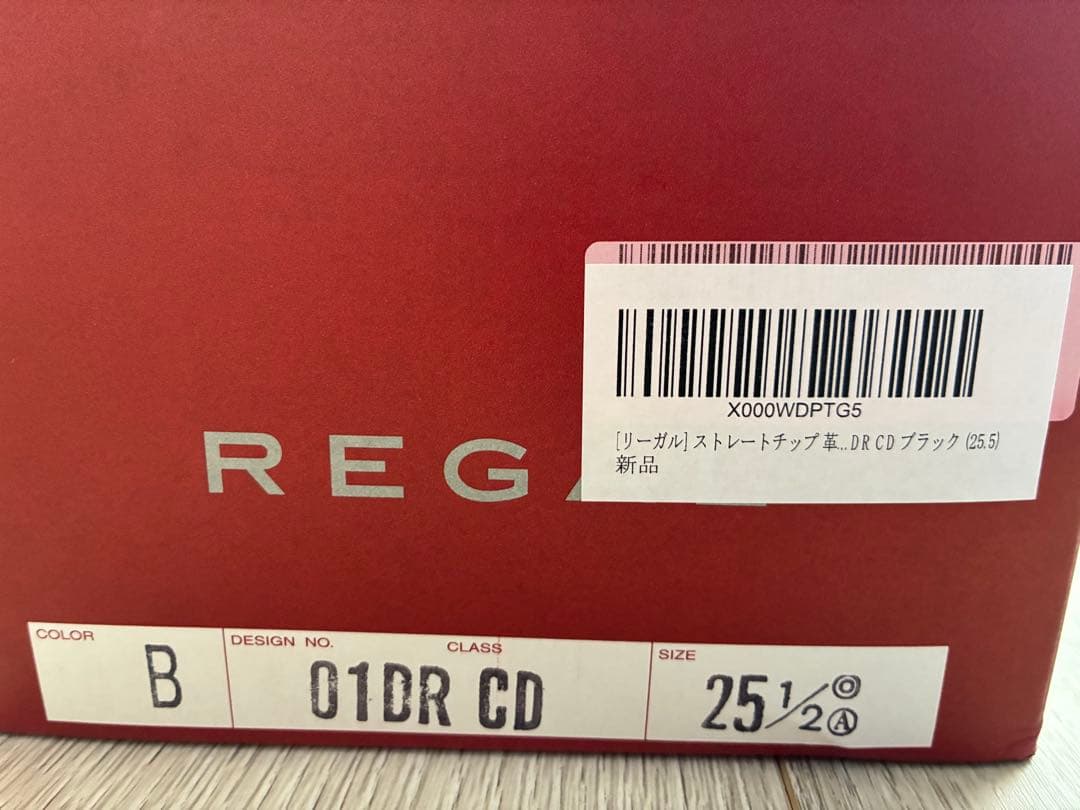 X000WDPTG5
[リーガル] ストレートチップ 革...DR CD ブラック (25.5)
新品
REG
COLOR B
DESIGN NO. CLASS 01DR CD
SIZE 25 1/2 O A